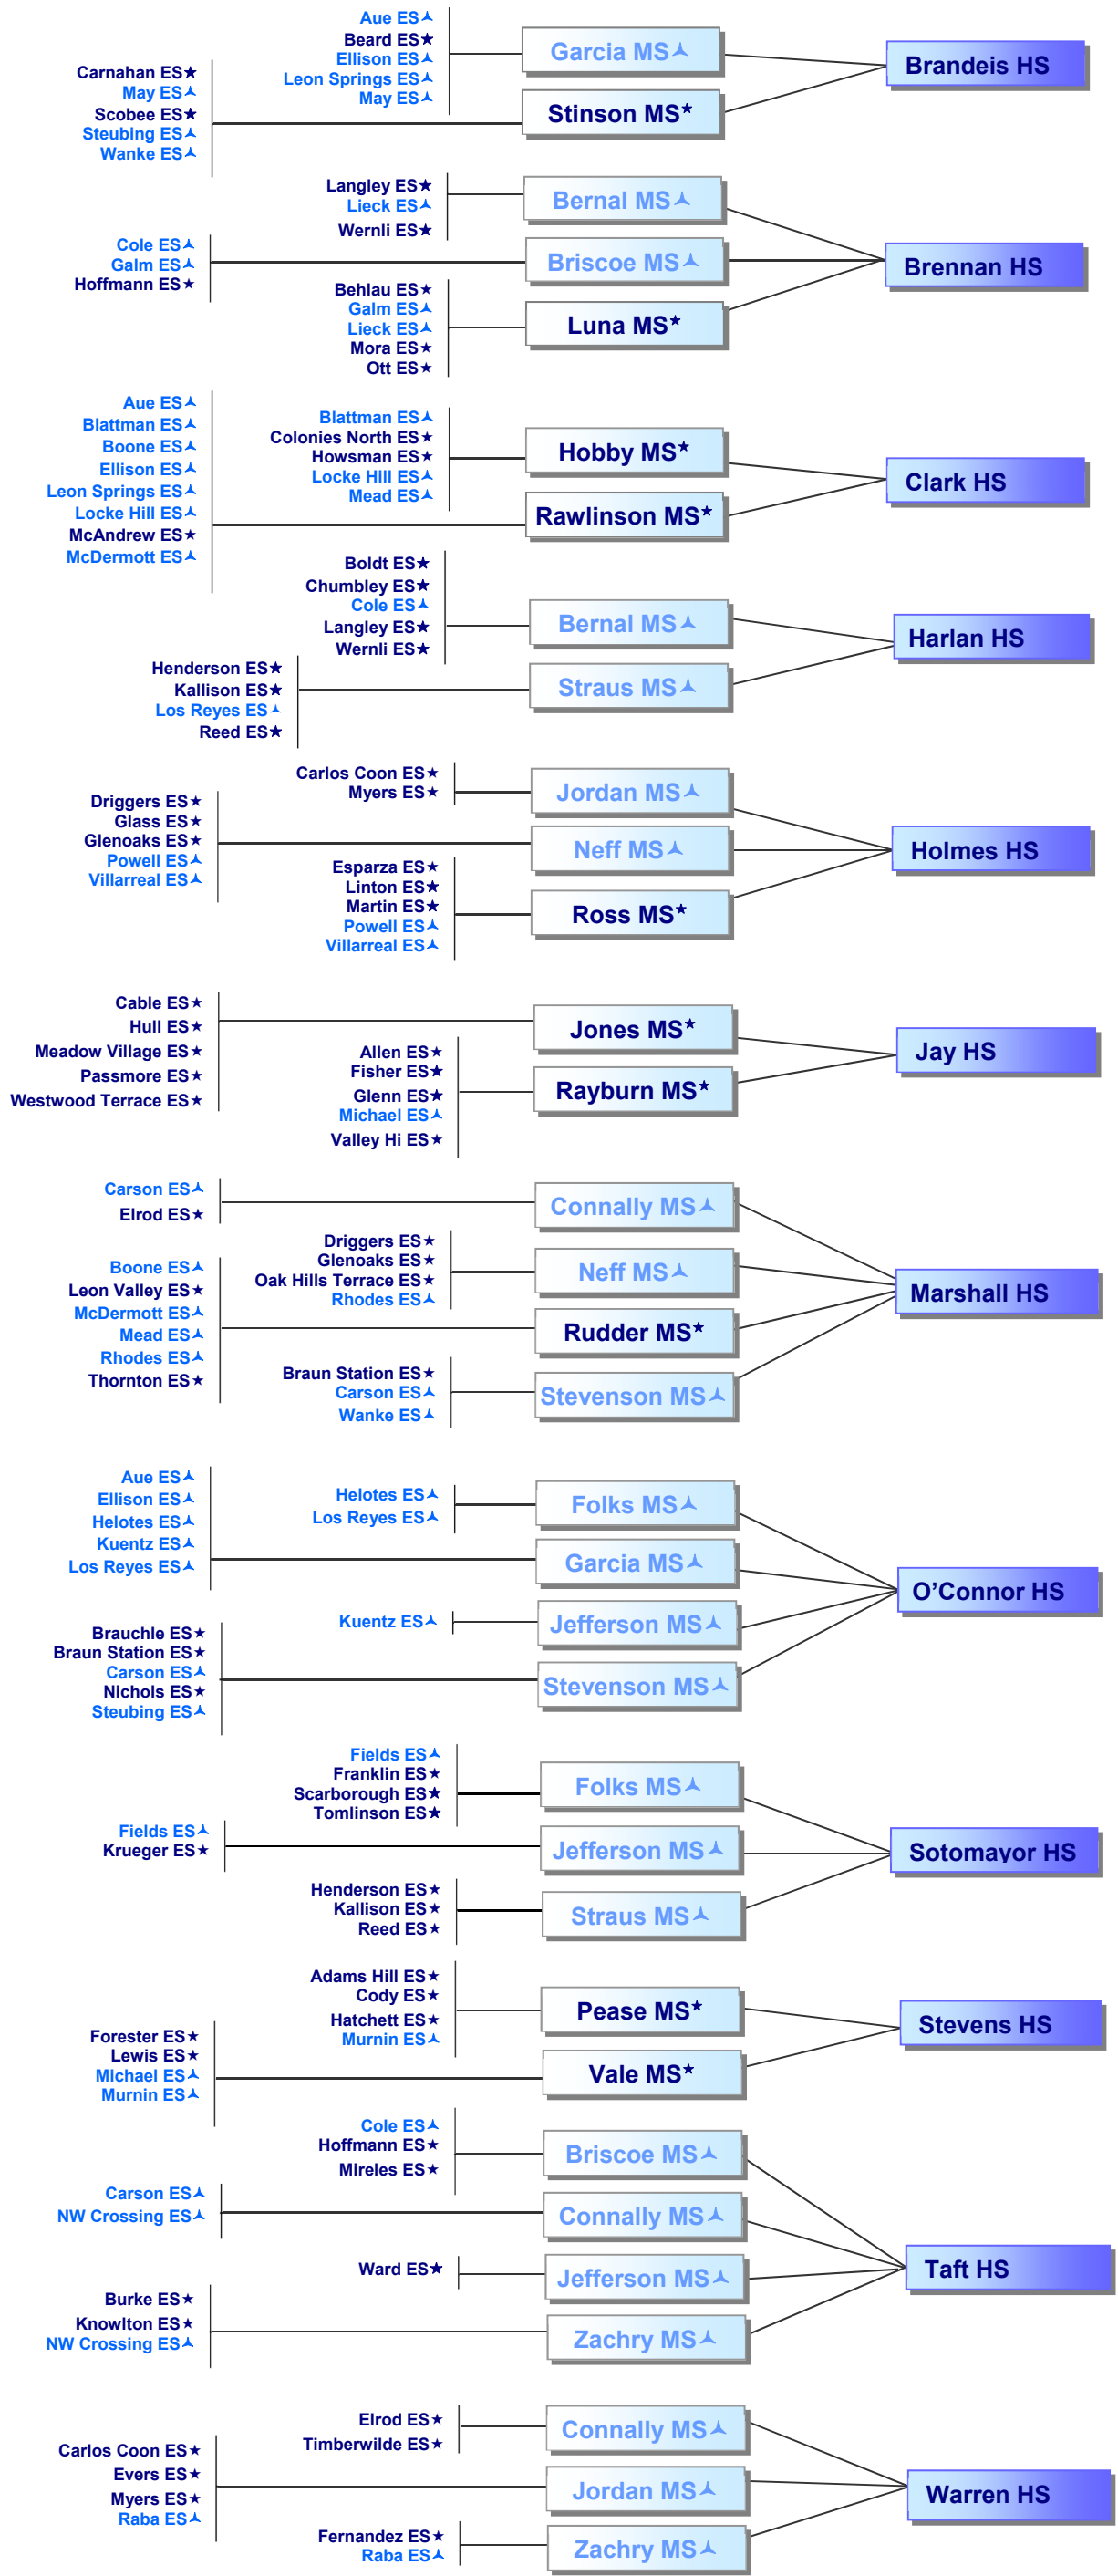 Aue ES⅄
Beard ES★
Ellison ES⅄
Leon Springs ES⅄
May ES⅄
Garcia MS⅄
Brandeis HS
Carnahan ES★
May ES⅄
Scobee ES★
Steubing ES⅄
Wanke ES⅄
Stinson MS★
Langley ES★
Lieck ES⅄
Wernli ES★
Bernal MS⅄
Cole ES⅄
Galm ES⅄
Hoffmann ES★
Briscoe MS⅄
Brennan HS
Behlau ES★
Galm ES⅄
Lieck ES⅄
Mora ES★
Ott ES★
Luna MS★
Aue ES⅄
Blattman ES⅄
Boone ES⅄
Ellison ES⅄
Leon Springs ES⅄
Locke Hill ES⅄
McAndrew ES★
McDermott ES⅄
Blattman ES⅄
Colonies North ES★
Howsman ES★
Locke Hill ES⅄
Mead ES⅄
Hobby MS★
Rawlinson MS★
Clark HS
Boldt ES★
Chumbley ES★
Cole ES⅄
Langley ES★
Wernli ES★
Bernal MS⅄
Harlan HS
Henderson ES★
Kallison ES★
Los Reyes ES⅄
Reed ES★
Straus MS⅄
Carlos Coon ES★
Myers ES★
Jordan MS⅄
Driggers ES★
Glass ES★
Glenoaks ES★
Powell ES⅄
Villarreal ES⅄
Neff MS⅄
Holmes HS
Esparza ES★
Linton ES★
Martin ES★
Powell ES⅄
Villarreal ES⅄
Ross MS★
Cable ES★
Hull ES★
Meadow Village ES★
Passmore ES★
Westwood Terrace ES★
Jones MS★
Jay HS
Allen ES★
Fisher ES★
Glenn ES★
Michael ES⅄
Valley Hi ES★
Rayburn MS★
Carson ES⅄
Elrod ES★
Connally MS⅄
Driggers ES★
Glenoaks ES★
Oak Hills Terrace ES★
Rhodes ES⅄
Neff MS⅄
Marshall HS
Boone ES⅄
Leon Valley ES★
McDermott ES⅄
Mead ES⅄
Rhodes ES⅄
Thornton ES★
Rudder MS★
Braun Station ES★
Carson ES⅄
Wanke ES⅄
Stevenson MS⅄
Helotes ES⅄
Los Reyes ES⅄
Folks MS⅄
Aue ES⅄
Ellison ES⅄
Helotes ES⅄
Kuentz ES⅄
Los Reyes ES⅄
Garcia MS⅄
O’Connor HS
Kuentz ES⅄
Jefferson MS⅄
Brauchle ES★
Braun Station ES★
Carson ES⅄
Nichols ES★
Steubing ES⅄
Stevenson MS⅄
Fields ES⅄
Franklin ES★
Scarborough ES★
Tomlinson ES★
Folks MS⅄
Fields ES⅄
Krueger ES★
Jefferson MS⅄
Sotomayor HS
Henderson ES★
Kallison ES★
Reed ES★
Straus MS⅄
Adams Hill ES★
Cody ES★
Hatchett ES★
Murnin ES⅄
Pease MS★
Stevens HS
Forester ES★
Lewis ES★
Michael ES⅄
Murnin ES⅄
Vale MS★
Cole ES⅄
Hoffmann ES★
Mireles ES★
Briscoe MS⅄
Carson ES⅄
NW Crossing ES⅄
Connally MS⅄
Taft HS
Ward ES★
Jefferson MS⅄
Burke ES★
Knowlton ES★
NW Crossing ES⅄
Zachry MS⅄
Elrod ES★
Timberwilde ES★
Connally MS⅄
Carlos Coon ES★
Evers ES★
Myers ES★
Raba ES⅄
Jordan MS⅄
Warren HS
Fernandez ES★
Raba ES⅄
Zachry MS⅄